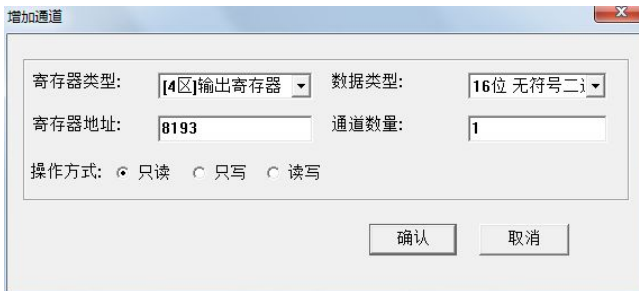 增加通道
寄存器类型: [4区]输出寄存器 数据类型: 16位 无符号二
寄存器地址: 8193 通道数量: 1
操作方式: 只读 只写 读写
确认 取消